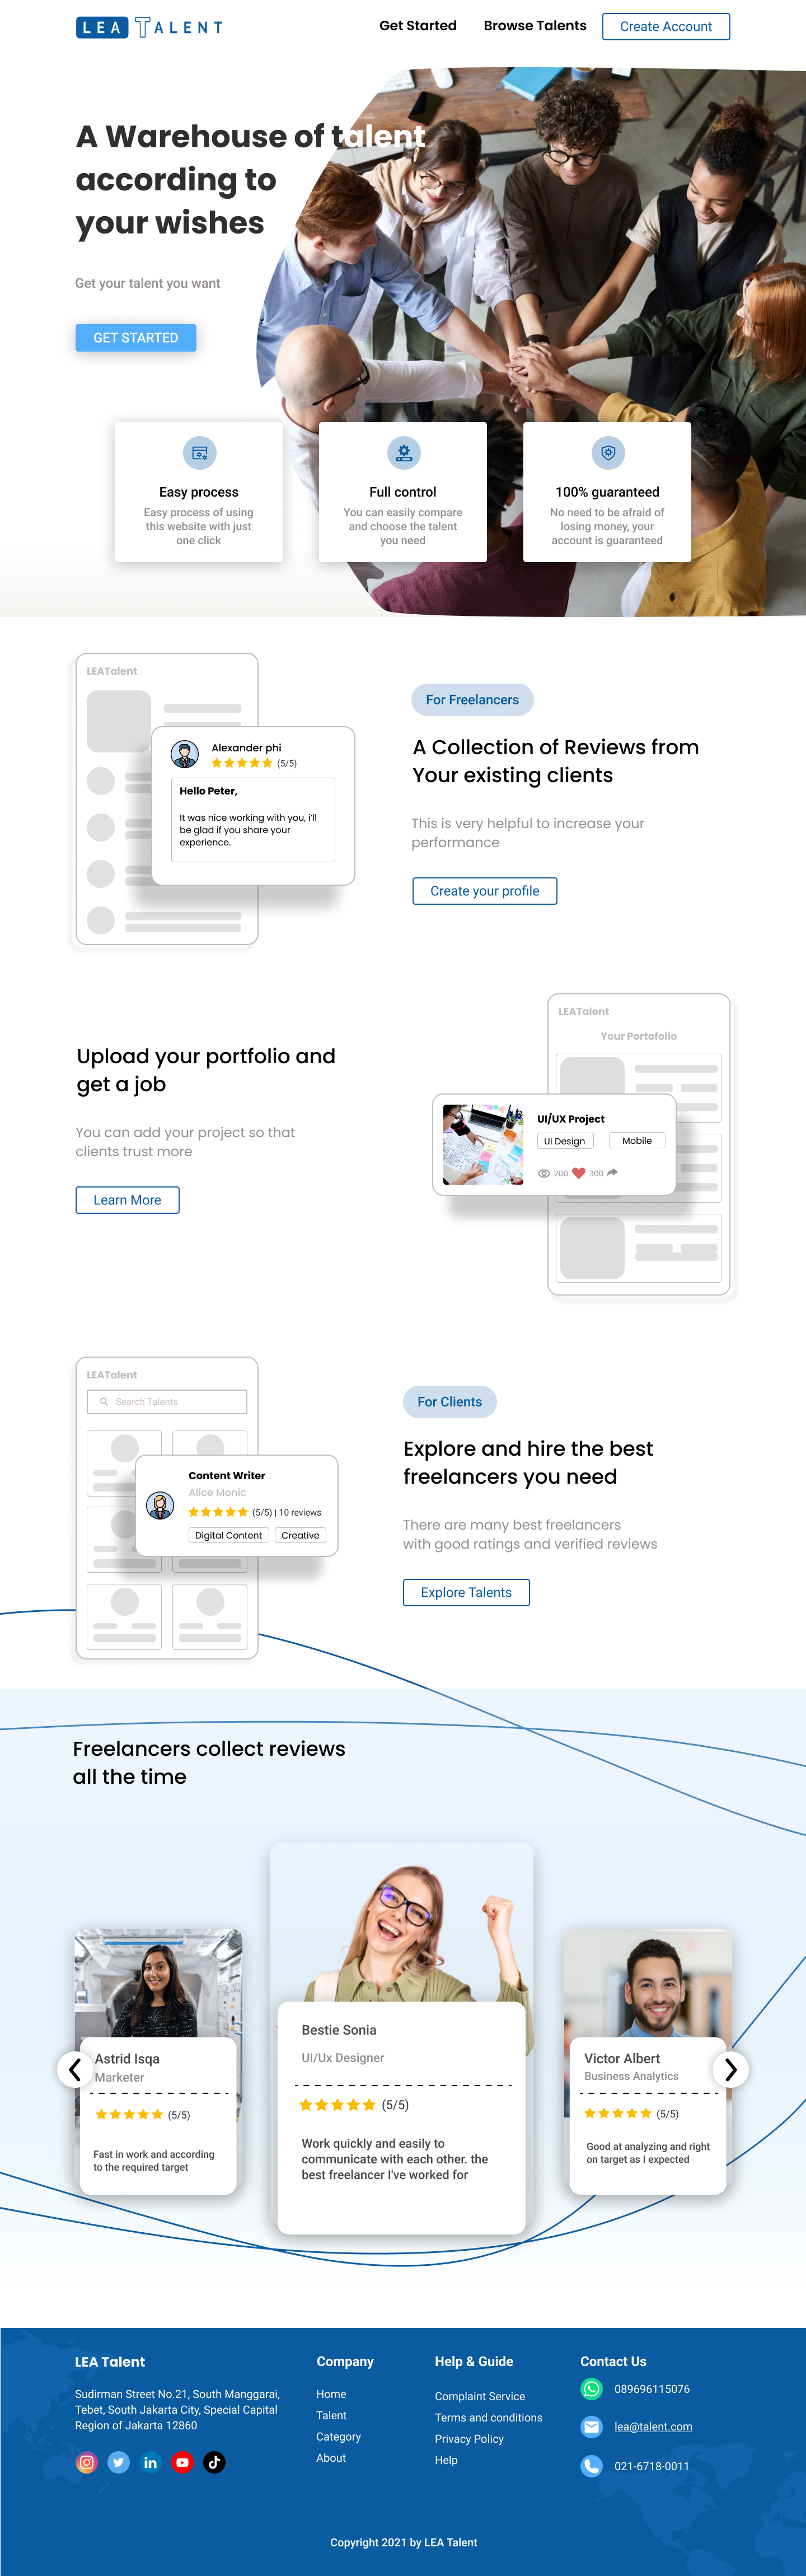 LEA TALENT
Get Started
Browse Talents
Create Account
A Warehouse of talent
according to
your wishes
Get your talent you want
GET STARTED
Easy process
Easy process of using
this website with just
one click
Full control
You can easily compare
and choose the talent
you need
100% guaranteed
No need to be afraid of
losing money, your
account is guaranteed
LEATalent
Alexander phi
(5/5)
Hello Peter,
It was nice working with you, i'll
be glad if you share your
experience.
For Freelancers
A Collection of Reviews from
Your existing clients
This is very helpful to increase your
performance
Create your profile
Upload your portfolio and
get a job
You can add your project so that
clients trust more
Learn More
LEATalent
Your Portofolio
UI/UX Project
UI Design
Mobile
200
300
LEATalent
Search Talents
Content Writer
Alice Monic
(5/5) | 10 reviews
Digital Content
Creative
For Clients
Explore and hire the best
freelancers you need
There are many best freelancers
with good ratings and verified reviews
Explore Talents
Freelancers collect reviews
all the time
Astrid Isqa
Marketer
(5/5)
Fast in work and according
to the required target
Bestie Sonia
UI/Ux Designer
(5/5)
Work quickly and easily to
communicate with each other. the
best freelancer I've worked for
Victor Albert
Business Analytics
(5/5)
Good at analyzing and right
on target as I expected
LEA Talent
Sudirman Street No.21, South Manggarai,
Tebet, South Jakarta City, Special Capital
Region of Jakarta 12860
Company
Home
Talent
Category
About
Help & Guide
Complaint Service
Terms and conditions
Privacy Policy
Help
Contact Us
089696115076
lea@talent.com
021-6718-0011
Copyright 2021 by LEA Talent